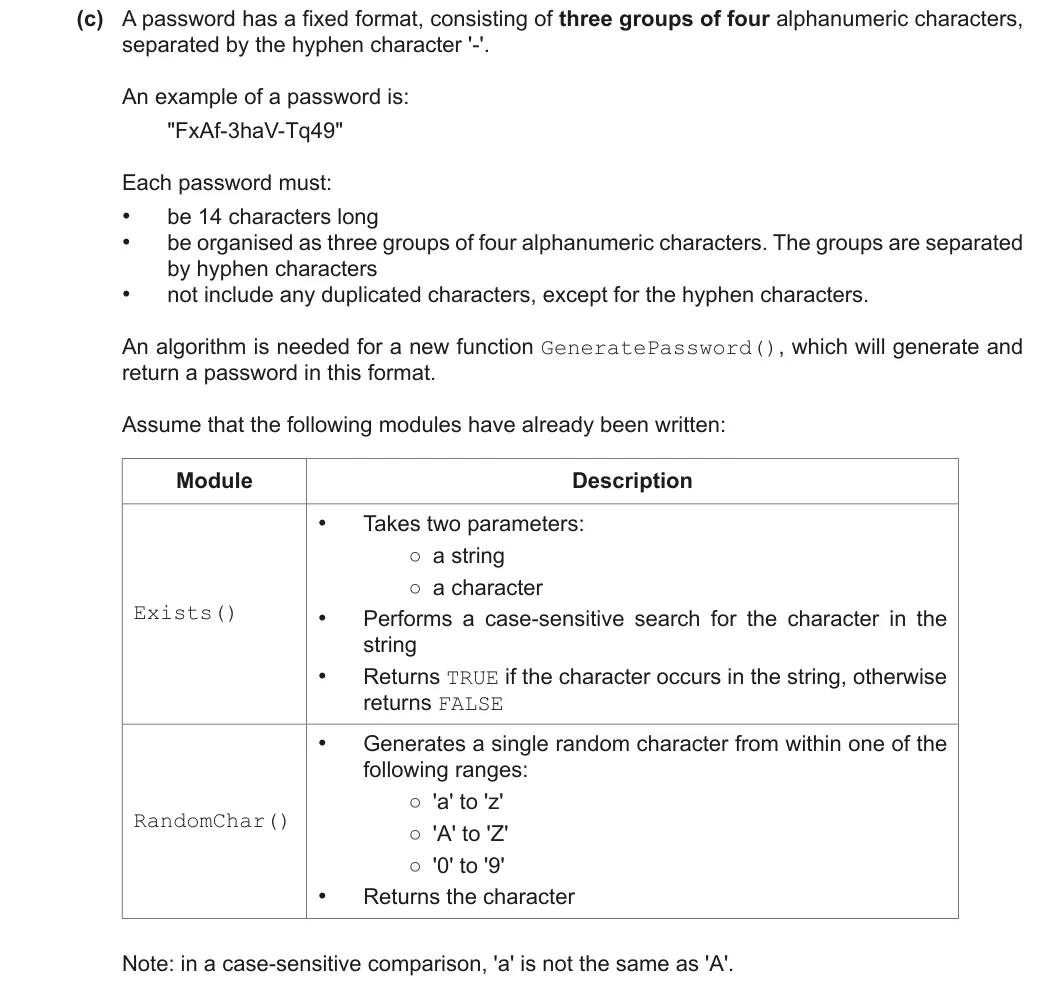 (c) A password has a fixed format, consisting of three groups of four alphanumeric characters,
separated by the hyphen character '-'.
An example of a password is:
"FxAf-3haV-Tq49"
Each password must:
• be 14 characters long
• be organised as three groups of four alphanumeric characters. The groups are separated
by hyphen characters
• not include any duplicated characters, except for the hyphen characters.
An algorithm is needed for a new function GeneratePassword(), which will generate and
return a password in this format.
Assume that the following modules have already been written:
Module Description
Exists()
• Takes two parameters:
○ a string
○ a character
• Performs a case-sensitive search for the character in the
string
• Returns TRUE if the character occurs in the string, otherwise
returns FALSE
RandomChar()
• Generates a single random character from within one of the
following ranges:
○ 'a' to 'z'
○ 'A' to 'Z'
○ '0' to '9'
• Returns the character
Note: in a case-sensitive comparison, 'a' is not the same as 'A'.